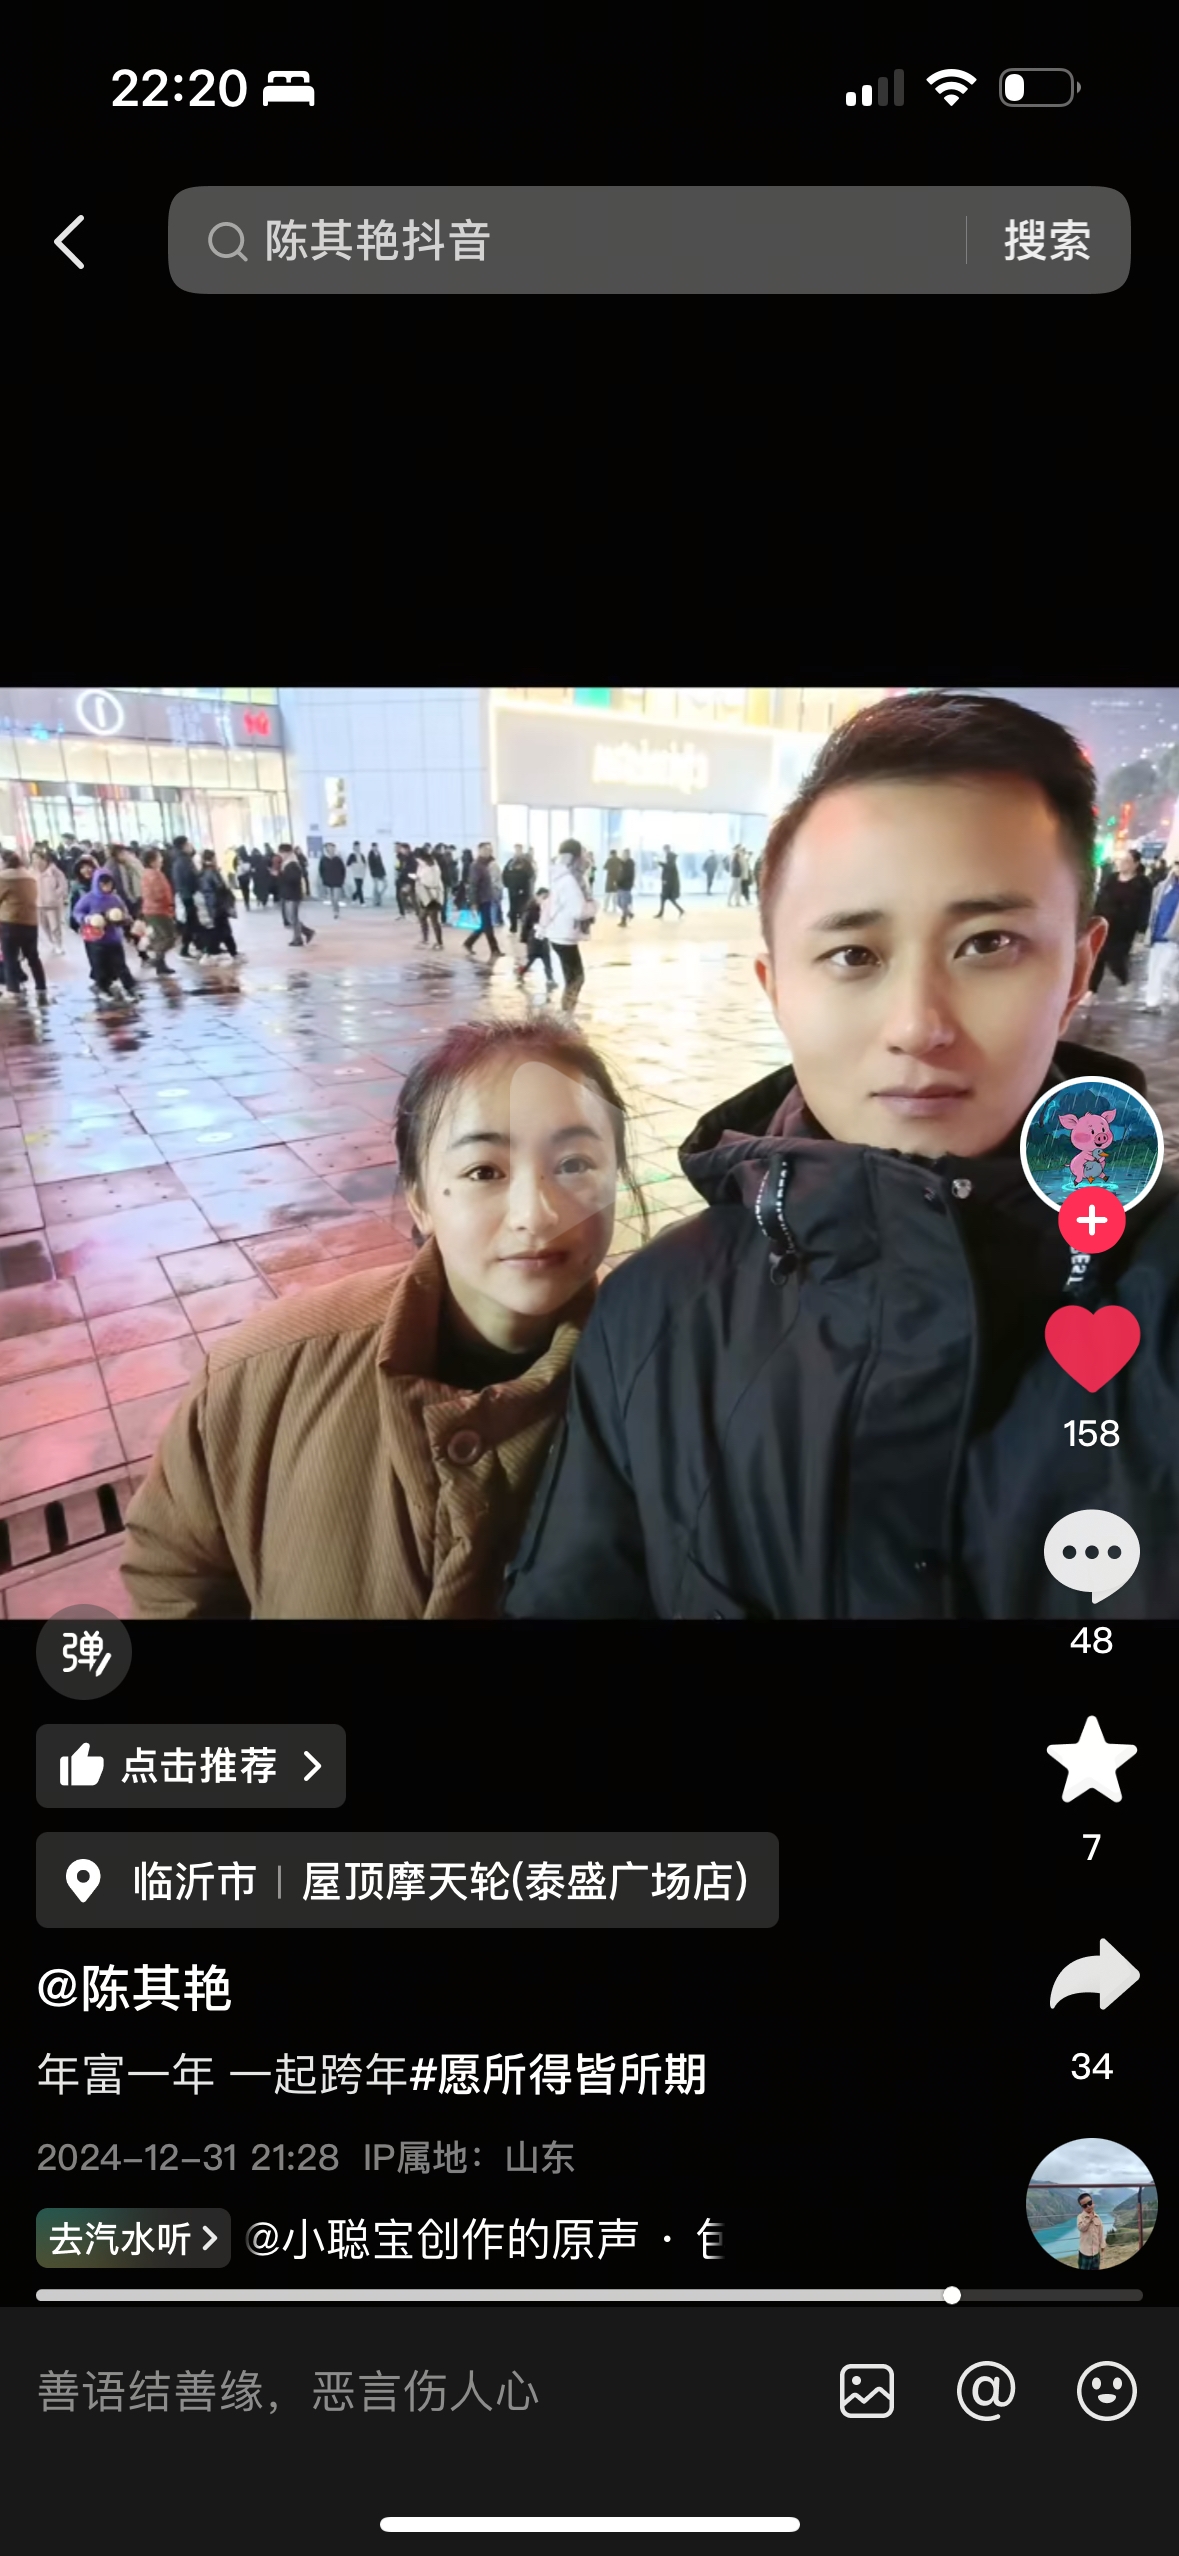 22:20
陈其艳抖音
搜索
158
48
弹
点击推荐
临沂市 | 屋顶摩天轮(泰盛广场店)
7
@陈其艳
年富一年 一起跨年#愿所得皆所期
34
2024-12-31 21:28 IP属地：山东
去汽水听
@小聪宝创作的原声 ·
善语结善缘，恶言伤人心